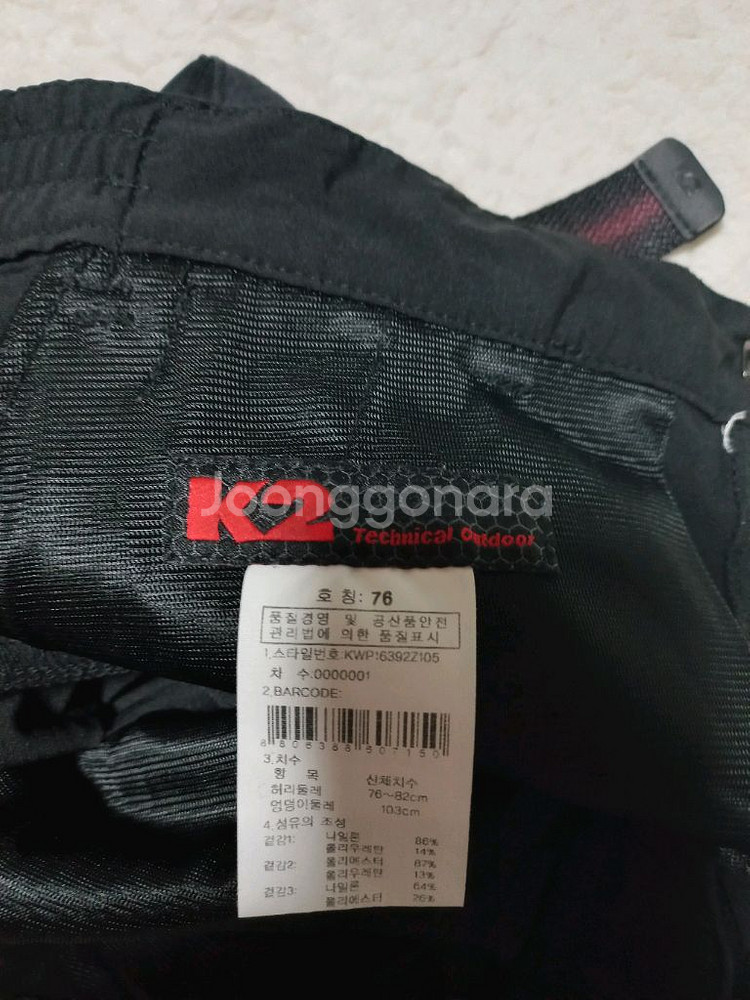 Joonggonara
K2
Technical Outdoor
호 칭: 76
품질경영 및 공산품안전
관리법에 의한 품질표시
1.스타일번호:KWP16392Z105
차 수:0000001
2.BARCODE:
8 808386 507150
3.치수
항 목 신체치수
허리둘레 76~82cm
엉덩이둘레 103cm
4.섬유의 조성
겉감1: 나일론 86%
폴리우레탄 14%
겉감2: 폴리에스터 87%
폴리우레탄 13%
겉감3: 나일론 64%
폴리에스터 26%